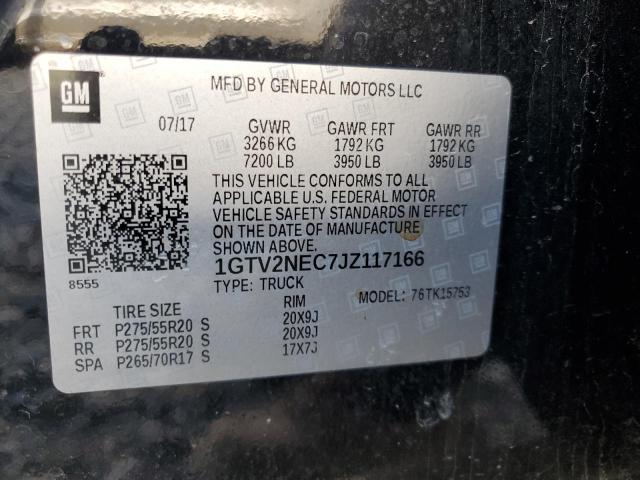 GM
MFD BY GENERAL MOTORS LLC
07/17 GVWR GAWR FRT GAWR RR
3266 KG 1792 KG 1792 KG
7200 LB 3950 LB 3950 LB
THIS VEHICLE CONFORMS TO ALL
APPLICABLE U.S. FEDERAL MOTOR
VEHICLE SAFETY STANDARDS IN EFFECT
ON THE DATE OF MANUFACTURE
SHOWN ABOVE.
8555 1GTV2NEC7JZ117166
TYPE: TRUCK MODEL: 76TK15753
TIRE SIZE RIM
FRT P275/55R20 S 20X9J
RR P275/55R20 S 20X9J
SPA P265/70R17 S 17X7J